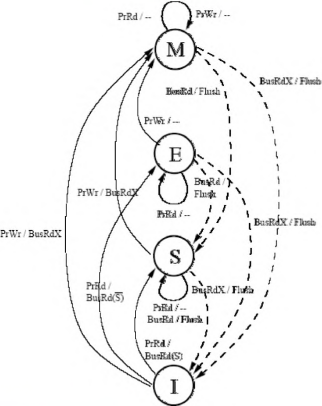 PrRd / --
PrWr / --
M
BusRdX / Flush
BusRd / Flush
PrWr / --
E
BusRd /
Flush
PrWr / BusRdX
PrRd / --
BusRdX / Flush
PrWr / BusRdX
S
PrRd /
BusRd(S̅)
BusRdX / Flush
PrRd / --
BusRd / Flush
PrRd /
BusRd(S)
I